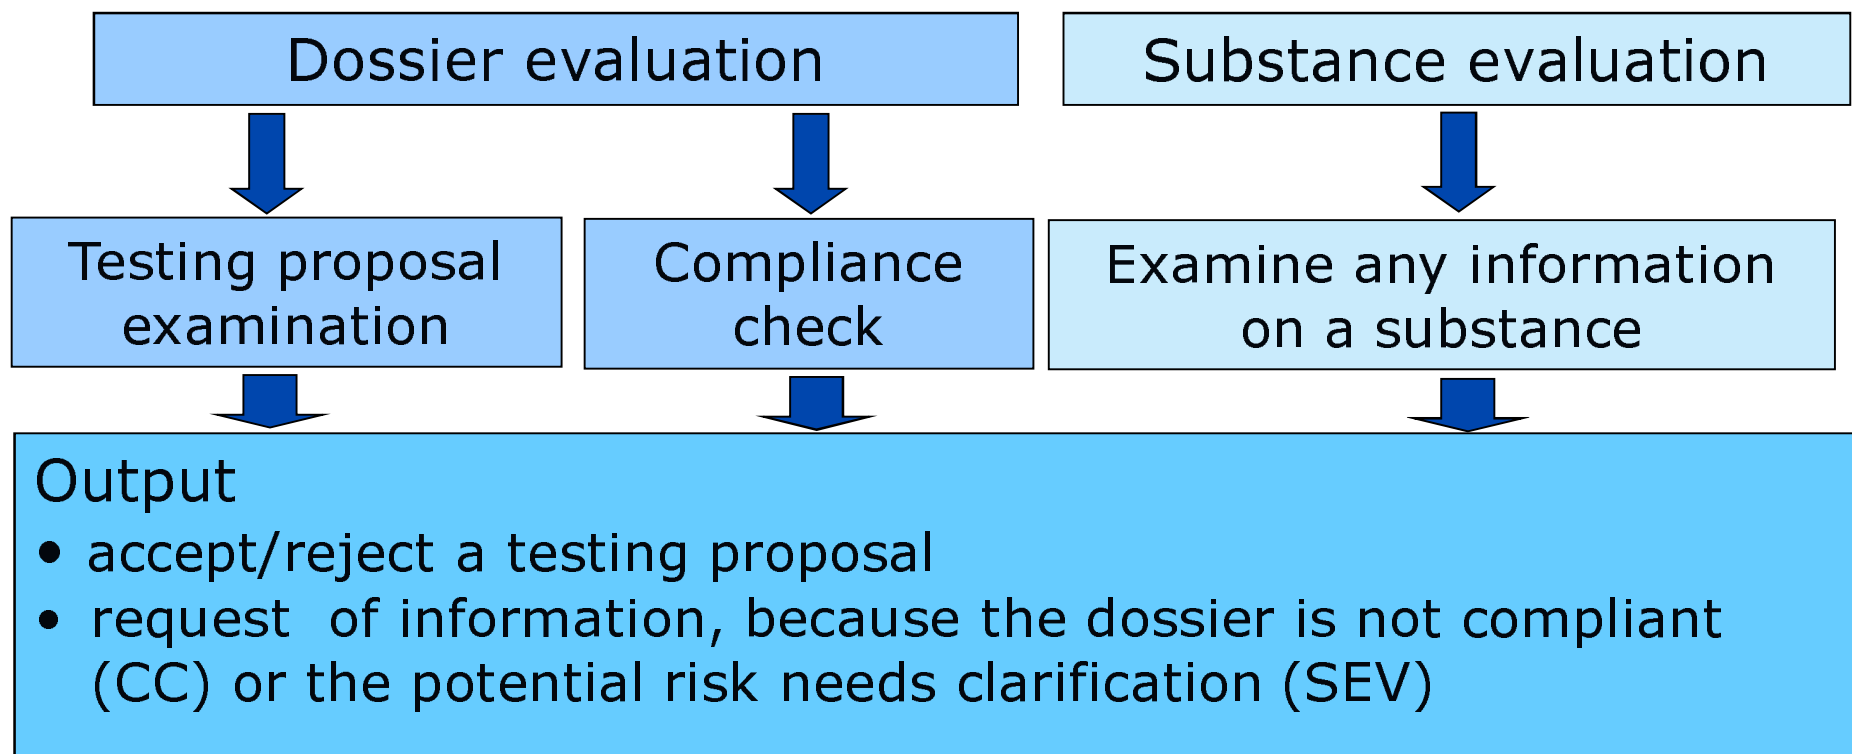 Dossier evaluation
Substance evaluation
Testing proposal
examination
Compliance
check
Examine any information
on a substance
Output
• accept/reject a testing proposal
• request  of information, because the dossier is not compliant
(CC) or the potential risk needs clarification (SEV)